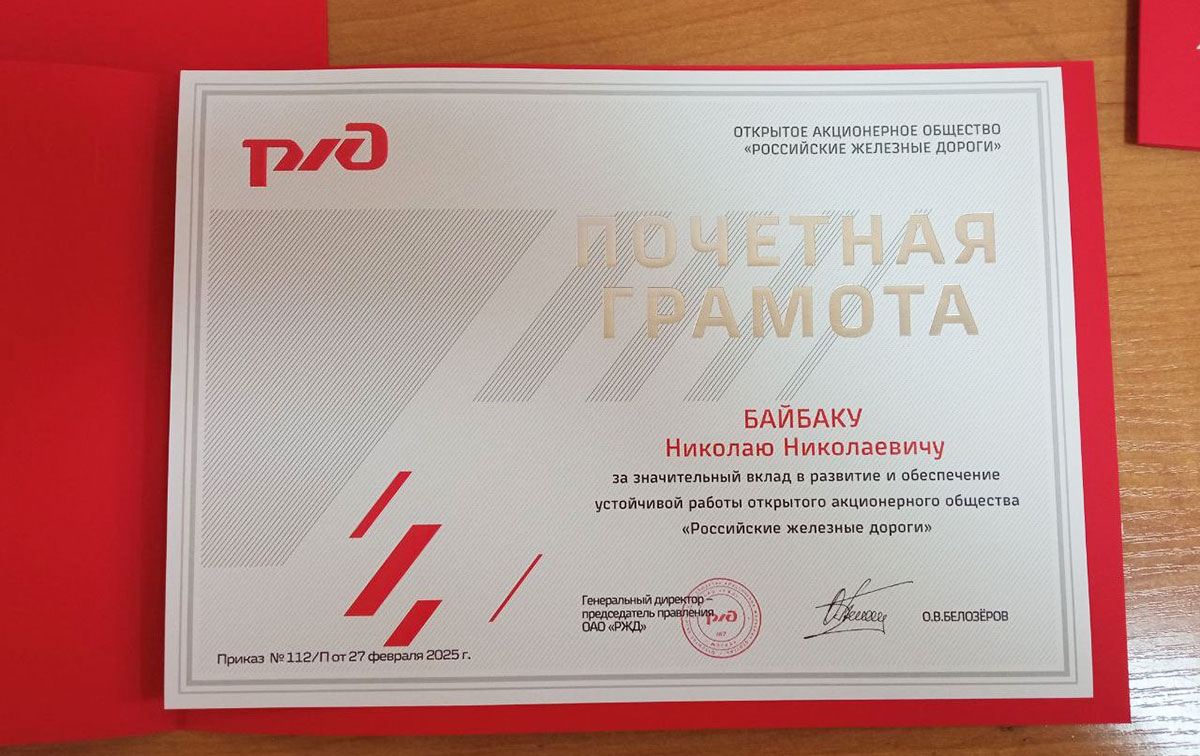 ржд
ОТКРЫТОЕ АКЦИОНЕРНОЕ ОБЩЕСТВО
«РОССИЙСКИЕ ЖЕЛЕЗНЫЕ ДОРОГИ»
ПОЧЕТНАЯ
ГРАМОТА
БАЙБАКУ
Николаю Николаевичу
за значительный вклад в развитие и обеспечение
устойчивой работы открытого акционерного общества
«Российские железные дороги»
Генеральный директор –
председатель правления
ОАО «РЖД»
ржд
О.В.БЕЛОЗЁРОВ
Приказ № 112/П от 27 февраля 2025 г.